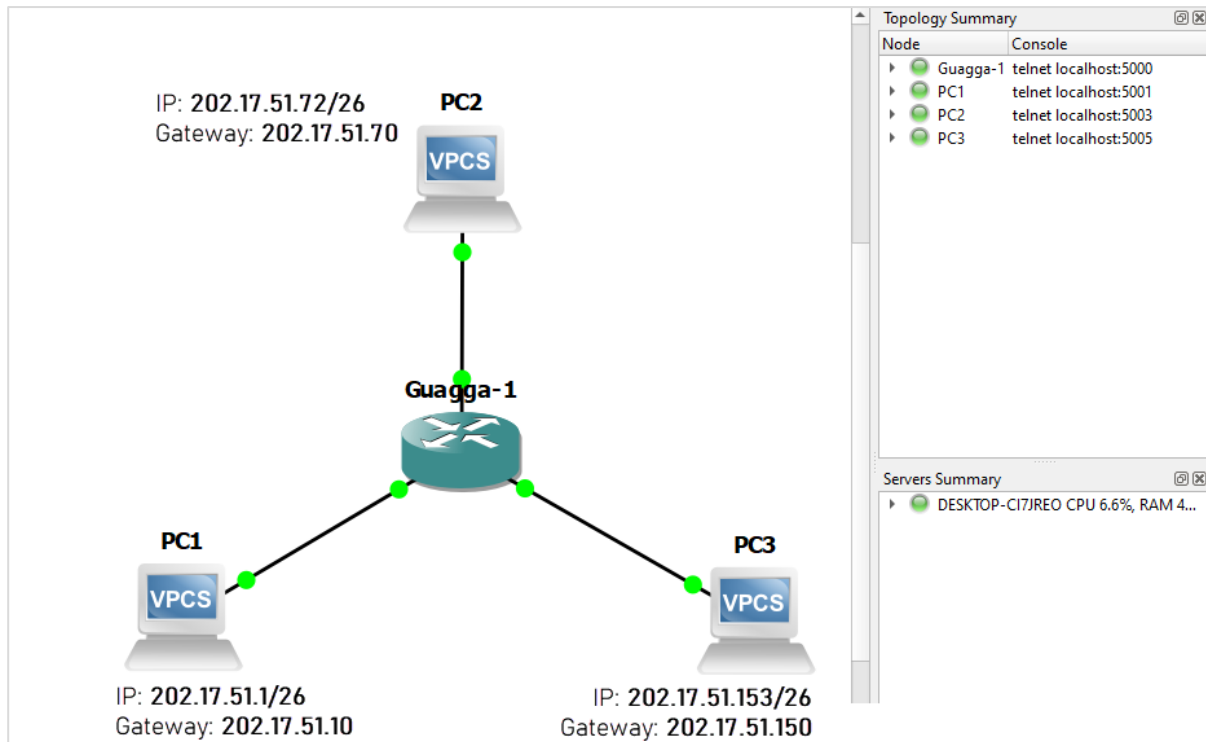 IP: 202.17.51.72/26
Gateway: 202.17.51.70
PC2
VPCS
Guagga-1
PC1
VPCS
IP: 202.17.51.1/26
Gateway: 202.17.51.10
PC3
VPCS
IP: 202.17.51.153/26
Gateway: 202.17.51.150
Topology Summary
Node Console
Guagga-1 telnet localhost:5000
PC1 telnet localhost:5001
PC2 telnet localhost:5003
PC3 telnet localhost:5005
Servers Summary
DESKTOP-CI7JREO CPU 6.6%, RAM 4...